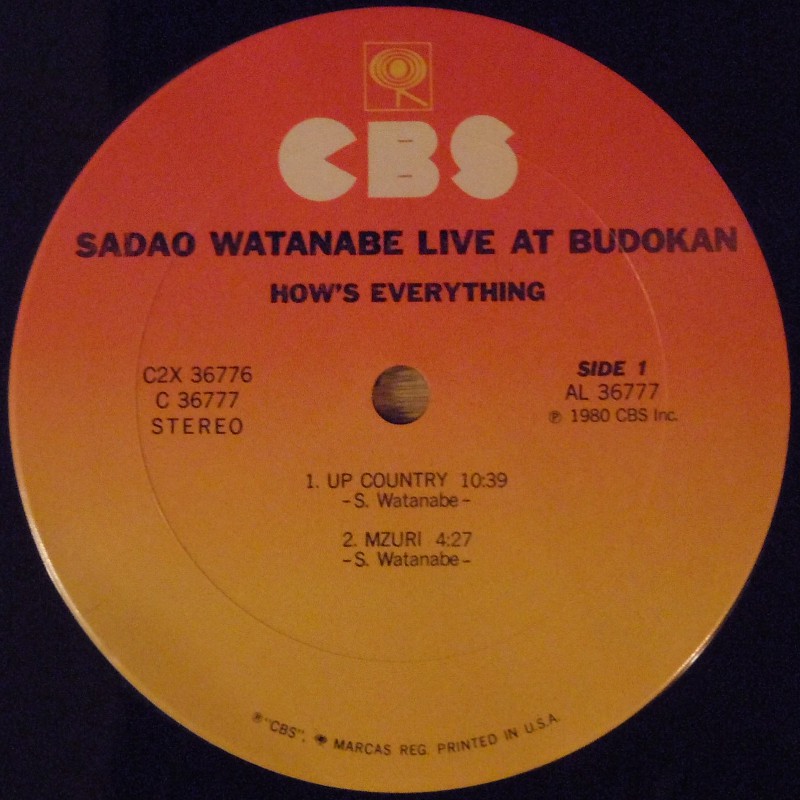 CBS
SADAO WATANABE LIVE AT BUDOKAN
HOW'S EVERYTHING
C2X 36776
C 36777
STEREO
SIDE 1
AL 36777
℗ 1980 CBS Inc.
1. UP COUNTRY 10:39
-S. Watanabe-
2. MZURI 4:27
-S. Watanabe-
℗"CBS", MARCAS REG. PRINTED IN U.S.A.